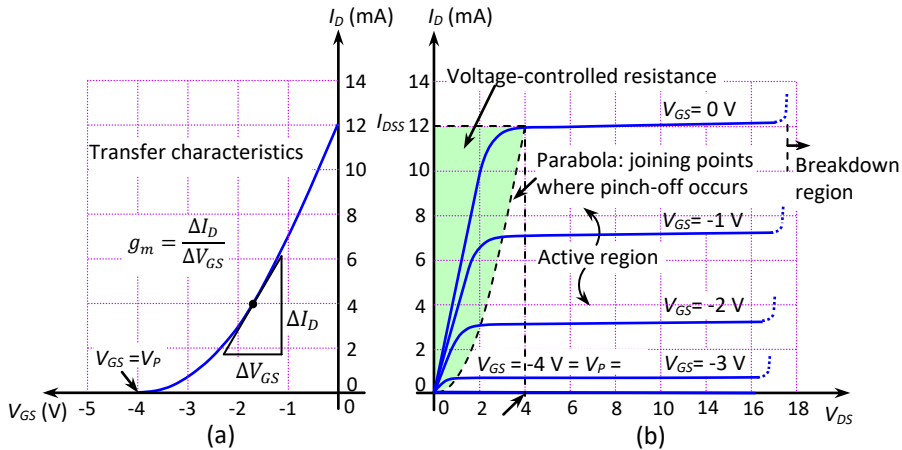 I_D (mA)
14
12
10
8
6
4
2
0
Transfer characteristics
g_m = ΔI_D / ΔV_GS
ΔI_D
ΔV_GS
V_GS =V_P
V_GS (V)
-5 -4 -3 -2 -1 0
(a)
I_D (mA)
Voltage-controlled resistance
14
I_DSS
12
10
8
6
4
2
0
V_GS= 0 V
Parabola: joining points
where pinch-off occurs
Breakdown
region
V_GS= -1 V
Active region
V_GS= -2 V
V_GS = -4 V = V_P =
V_GS= -3 V
0 2 4 6 8 10 12 14 16 18
V_DS
(b)